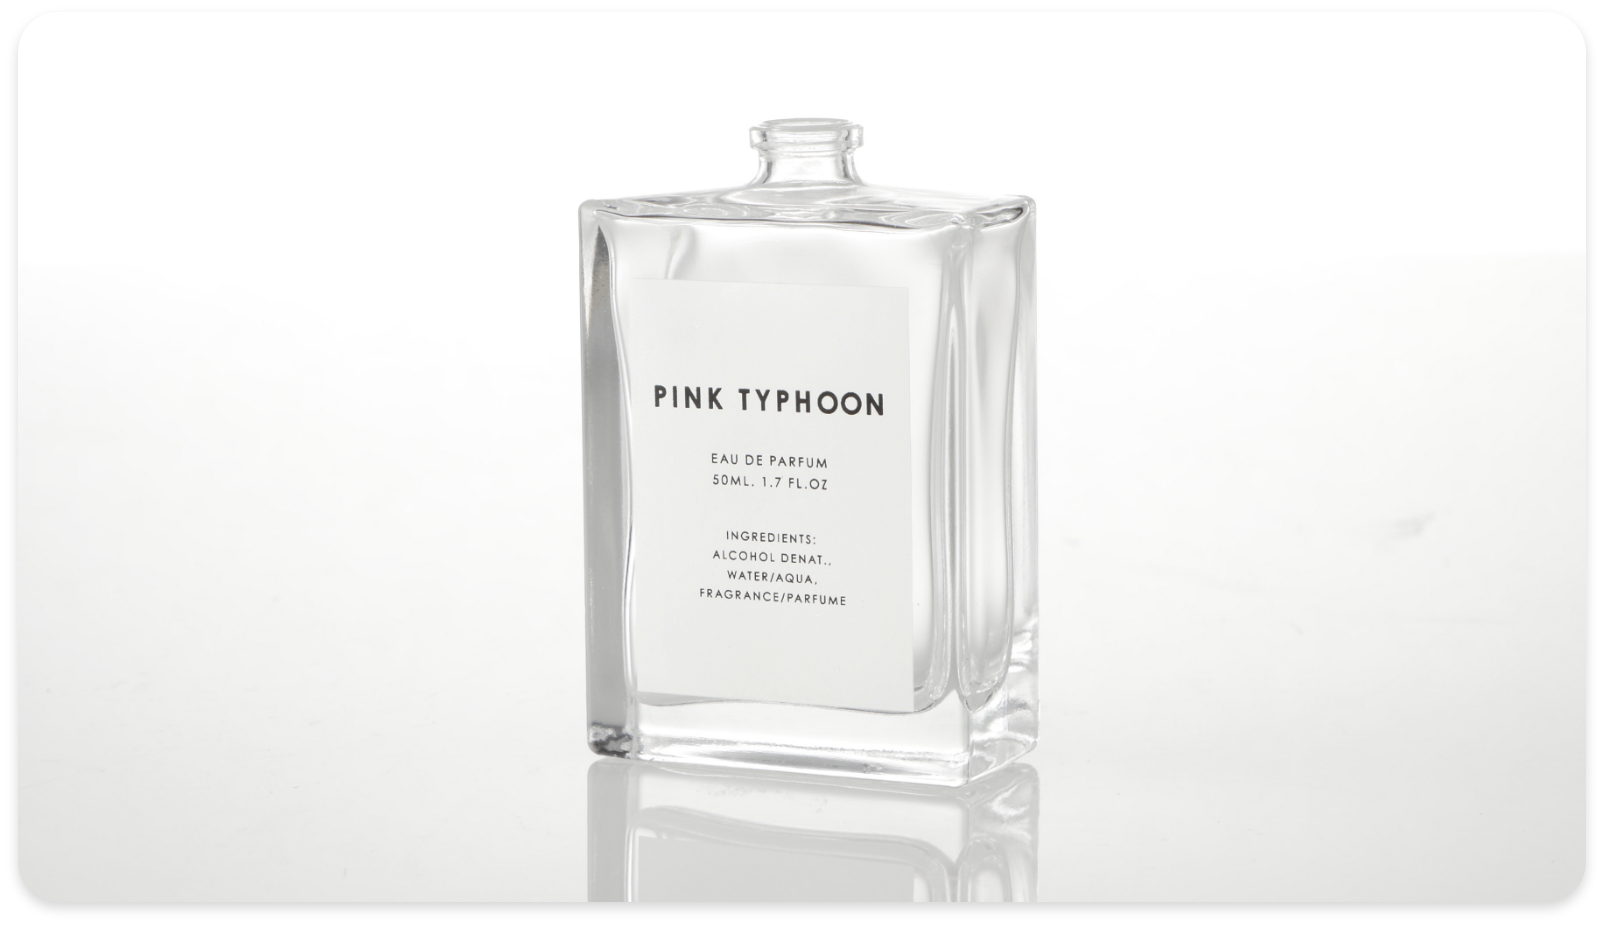 PINK TYPHOON
EAU DE PARFUM
50ML. 1.7 FL.OZ
INGREDIENTS:
ALCOHOL DENAT.,
WATER/AQUA,
FRAGRANCE/PARFUME